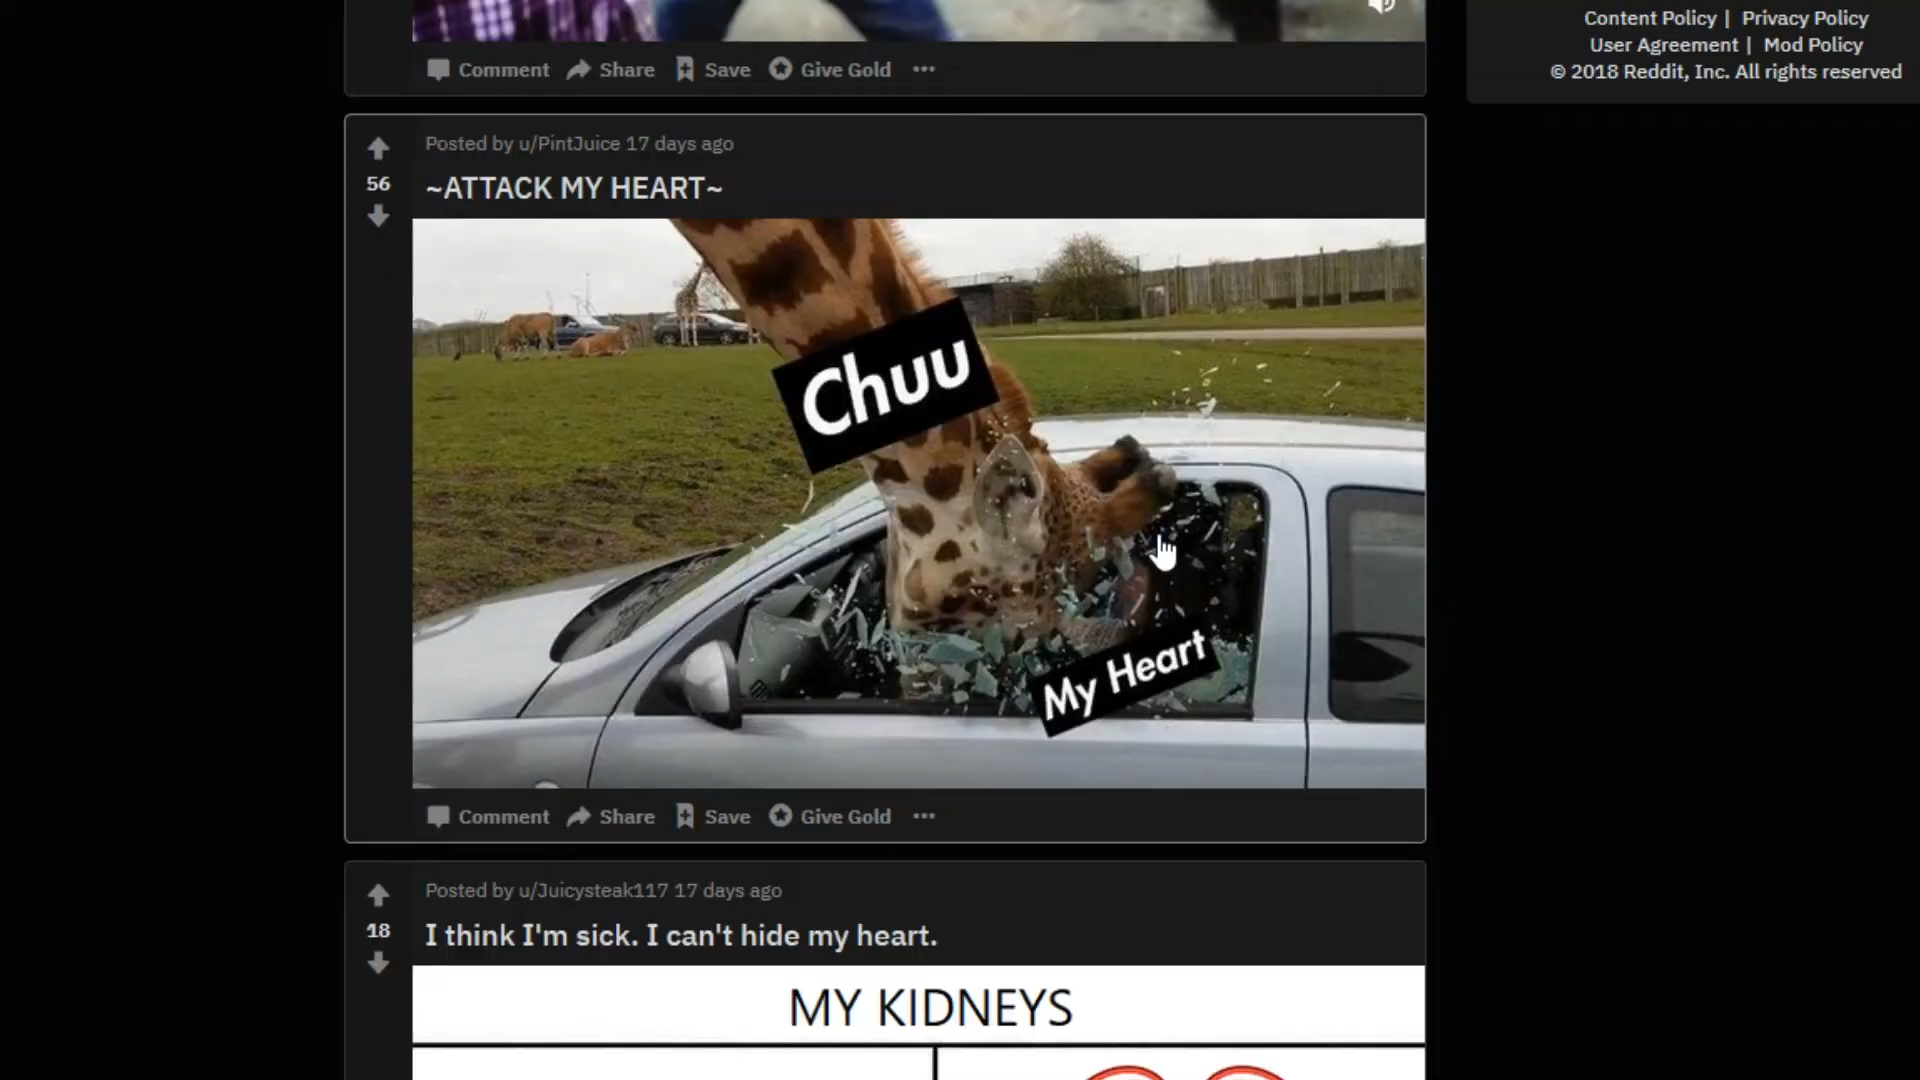 Content Policy | Privacy Policy
User Agreement | Mod Policy
© 2018 Reddit, Inc. All rights reserved
Comment Share Save Give Gold ...
Posted by u/PintJuice 17 days ago
56
~ATTACK MY HEART~
Chuu
My Heart
Comment Share Save Give Gold ...
Posted by u/Juicysteak117 17 days ago
18
I think I'm sick. I can't hide my heart.
MY KIDNEYS